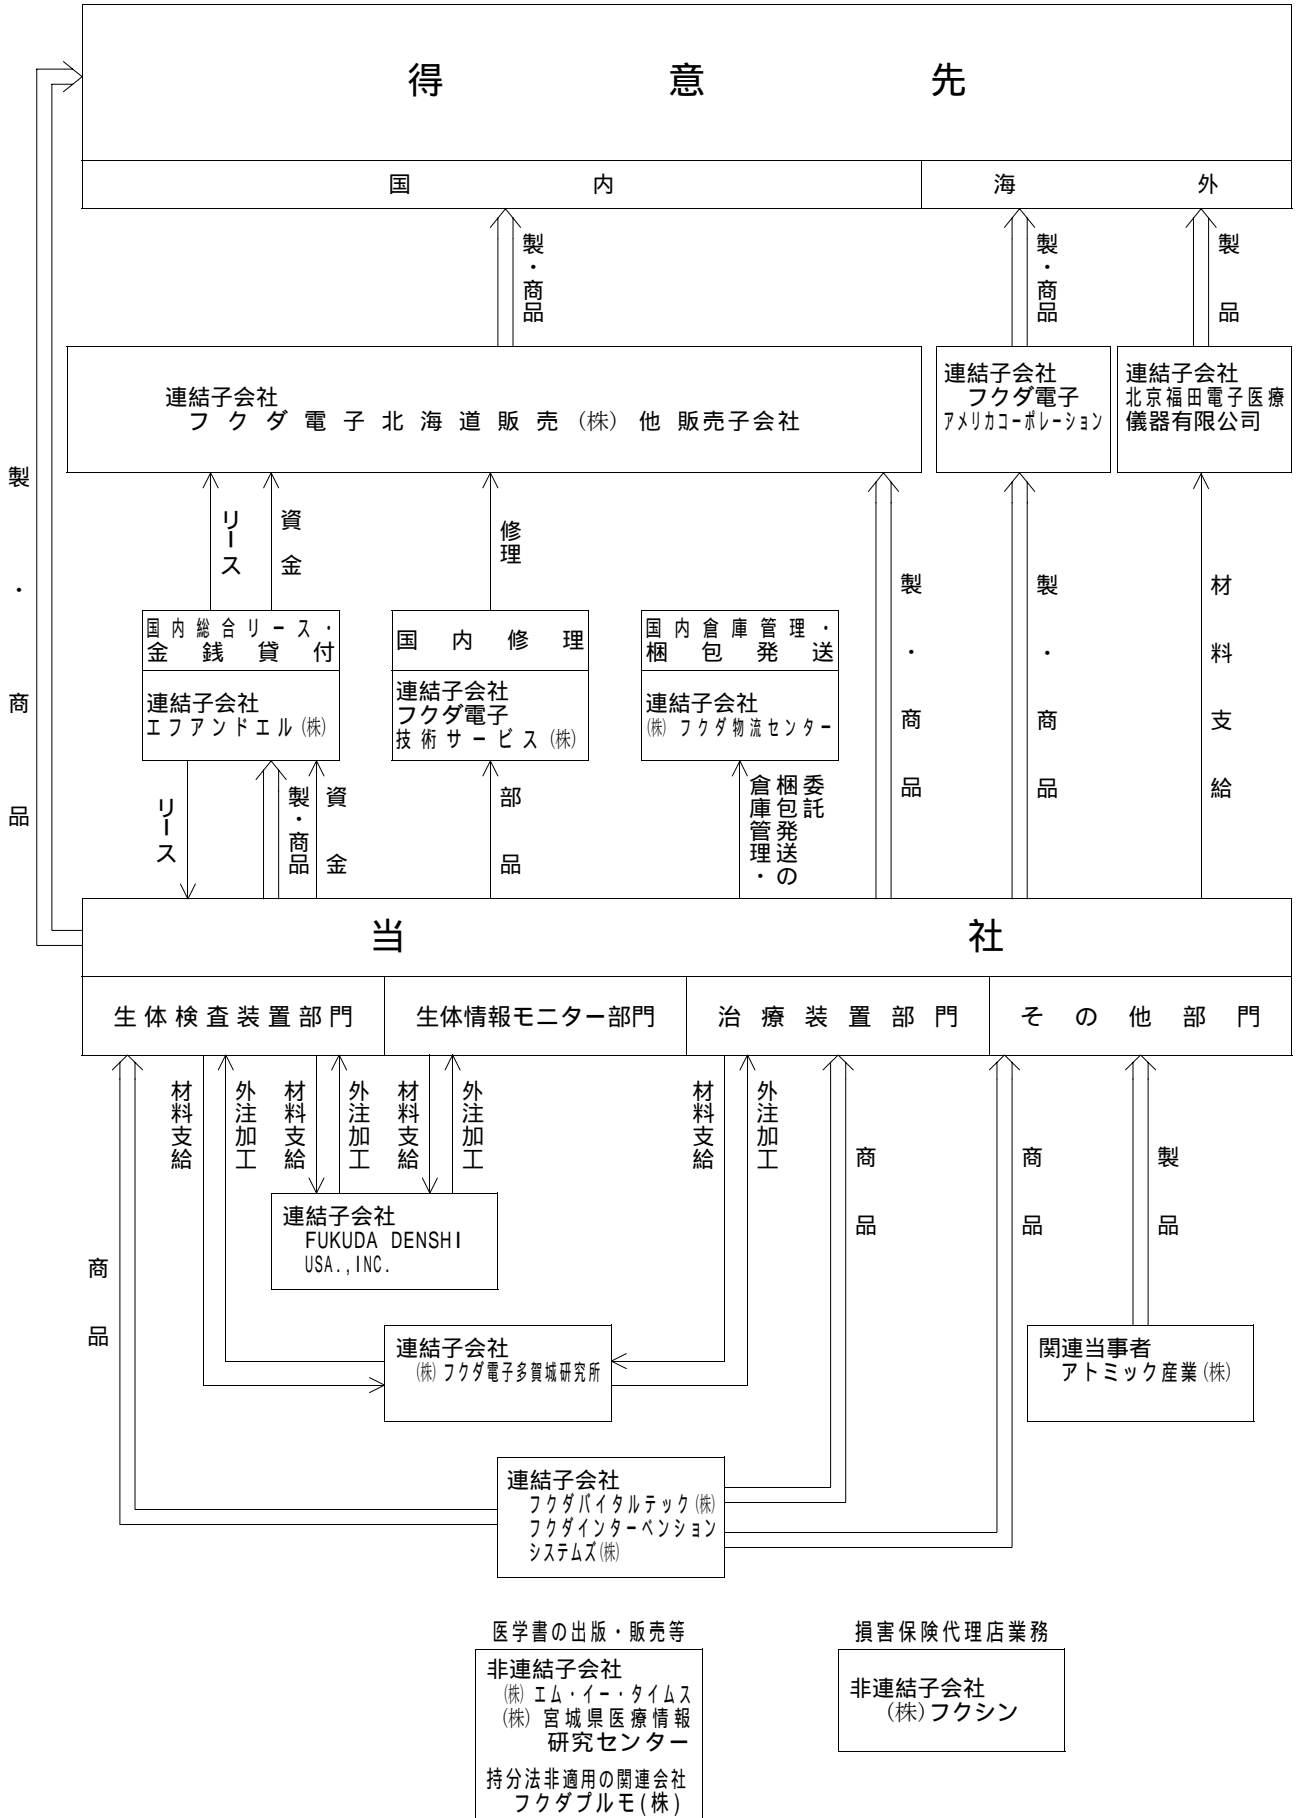 得意先
国内
海外
製・商品
製・商品
製品
連結子会社
フクダ電子北海道販売(株)他販売子会社
連結子会社
フクダ電子
アメリカコーポレーション
連結子会社
北京福田電子医療
儀器有限公司
製・商品
リース
資金
修理
製・商品
製・商品
材料支給
国内総合リース・
金銭貸付
連結子会社
エフアンドエル(株)
国内修理
連結子会社
フクダ電子
技術サービス(株)
国内倉庫管理・
梱包発送
連結子会社
(株)フクダ物流センター
リース
製・商品
資金
部品
倉庫管理・
梱包発送の
委託
当社
生体検査装置部門
生体情報モニター部門
治療装置部門
その他部門
材料支給
外注加工
材料支給
外注加工
材料支給
外注加工
材料支給
外注加工
商品
商品
製品
商品
連結子会社
FUKUDA DENSHI
USA.,INC.
連結子会社
(株)フクダ電子多賀城研究所
関連当事者
アトミック産業(株)
連結子会社
フクダバイタルテック(株)
フクダインターベンション
システムズ(株)
医学書の出版・販売等
非連結子会社
(株)エム・イー・タイムス
(株)宮城県医療情報
研究センター
持分法非適用の関連会社
フクダプルモ(株)
損害保険代理店業務
非連結子会社
(株)フクシン